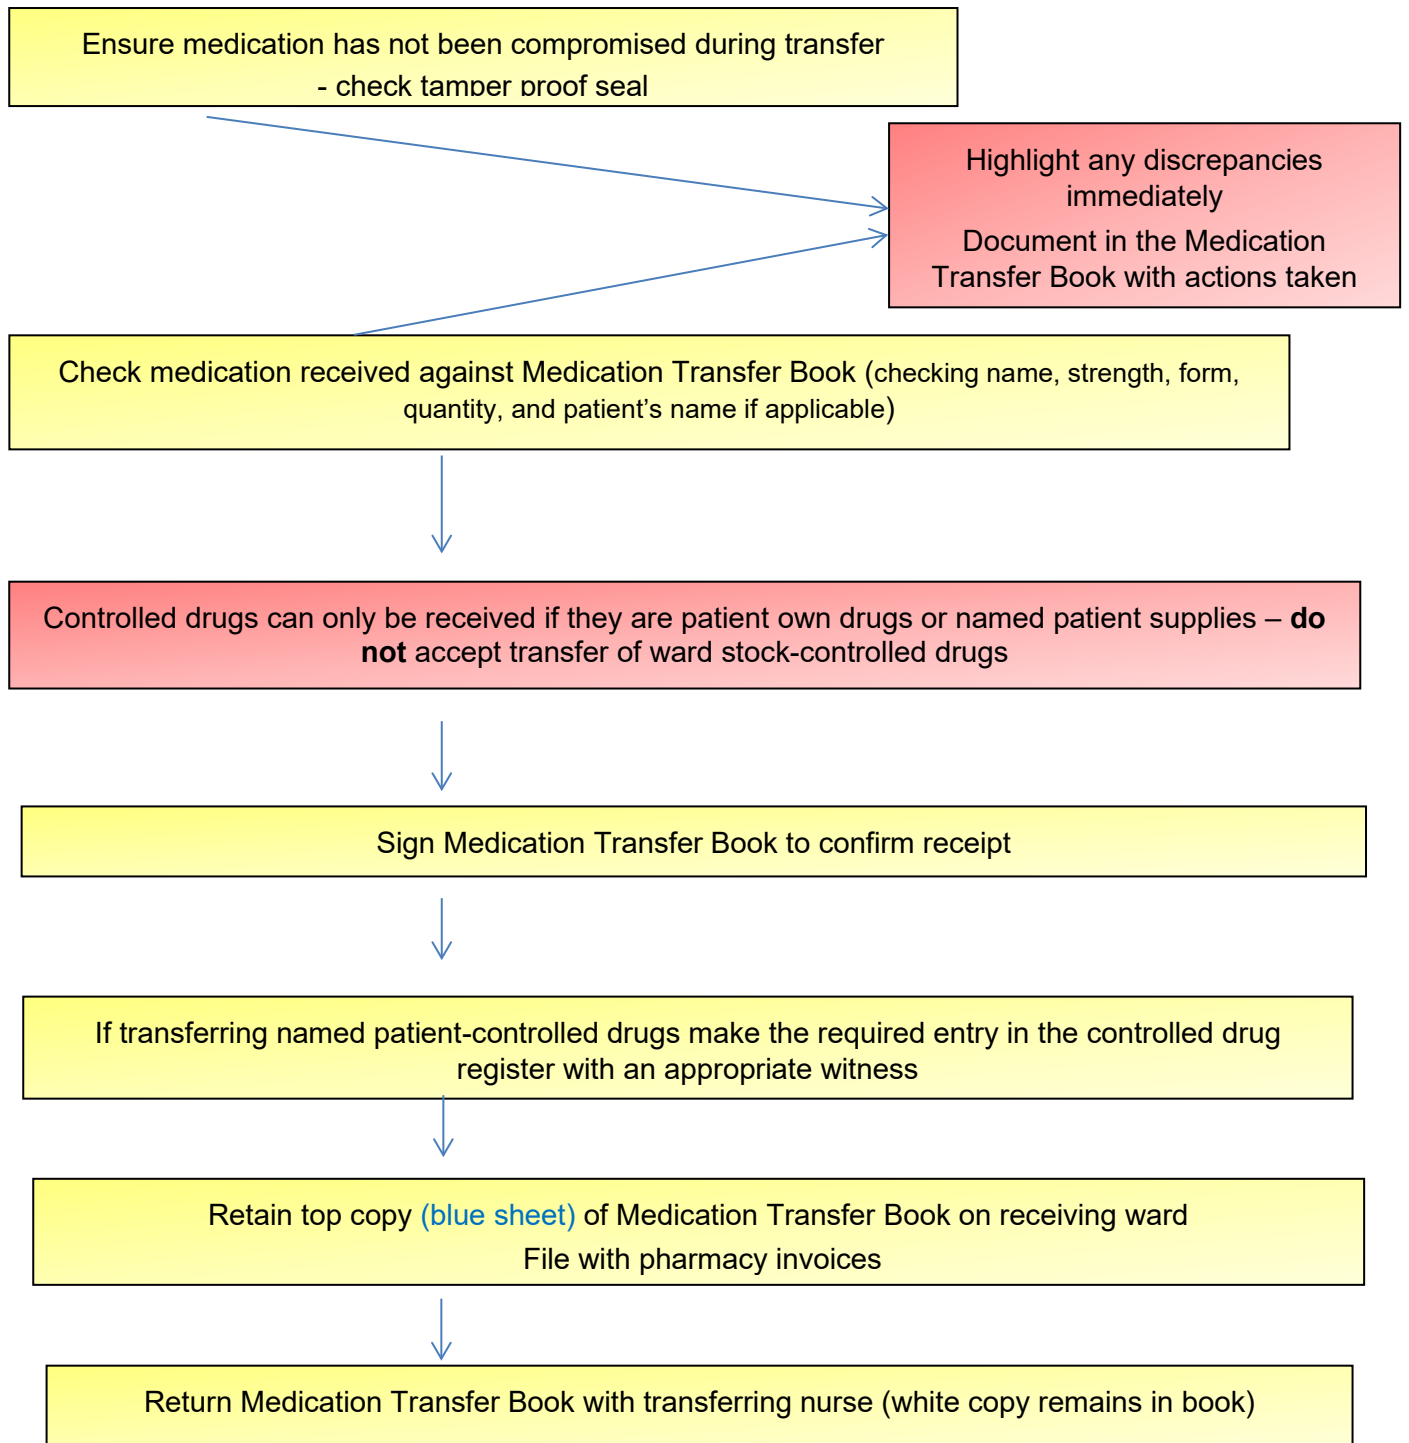 Ensure medication has not been compromised during transfer
- check tamper proof seal
Highlight any discrepancies
immediately
Document in the Medication
Transfer Book with actions taken
Check medication received against Medication Transfer Book (checking name, strength, form,
quantity, and patient’s name if applicable)
Controlled drugs can only be received if they are patient own drugs or named patient supplies – do
not accept transfer of ward stock-controlled drugs
Sign Medication Transfer Book to confirm receipt
If transferring named patient-controlled drugs make the required entry in the controlled drug
register with an appropriate witness
Retain top copy (blue sheet) of Medication Transfer Book on receiving ward
File with pharmacy invoices
Return Medication Transfer Book with transferring nurse (white copy remains in book)